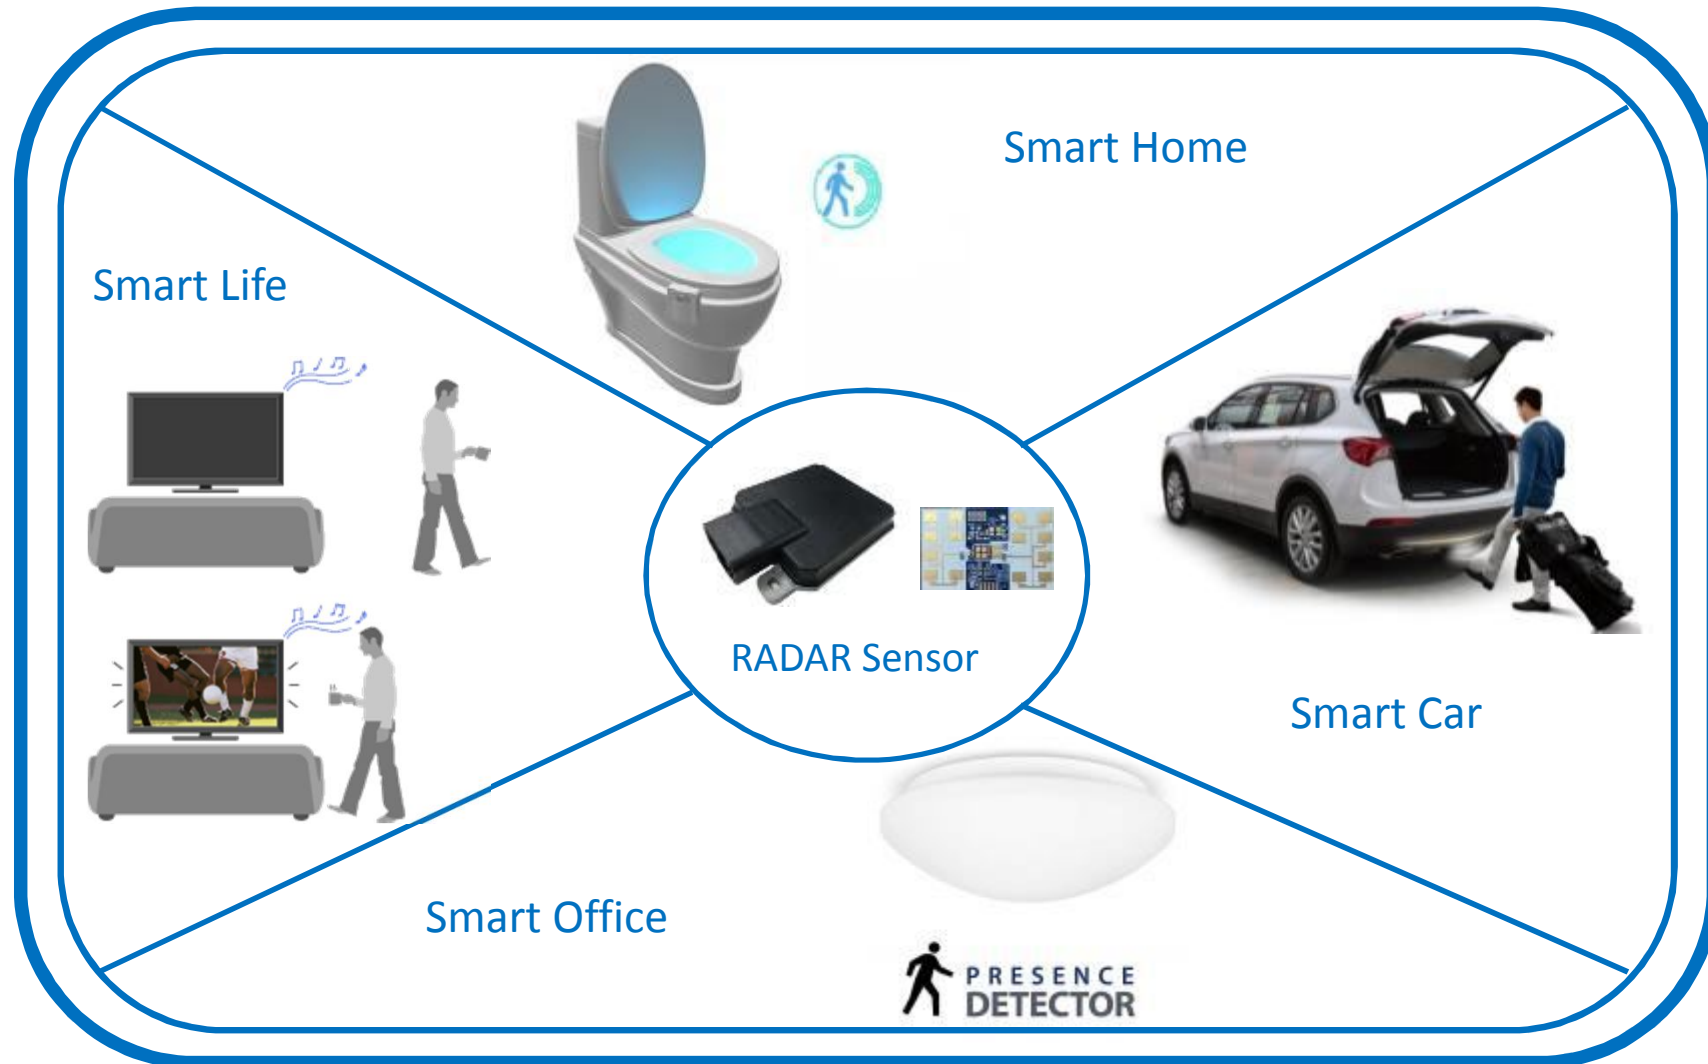 Smart Home
Smart Life
RADAR Sensor
Smart Car
Smart Office
PRESENCE
DETECTOR